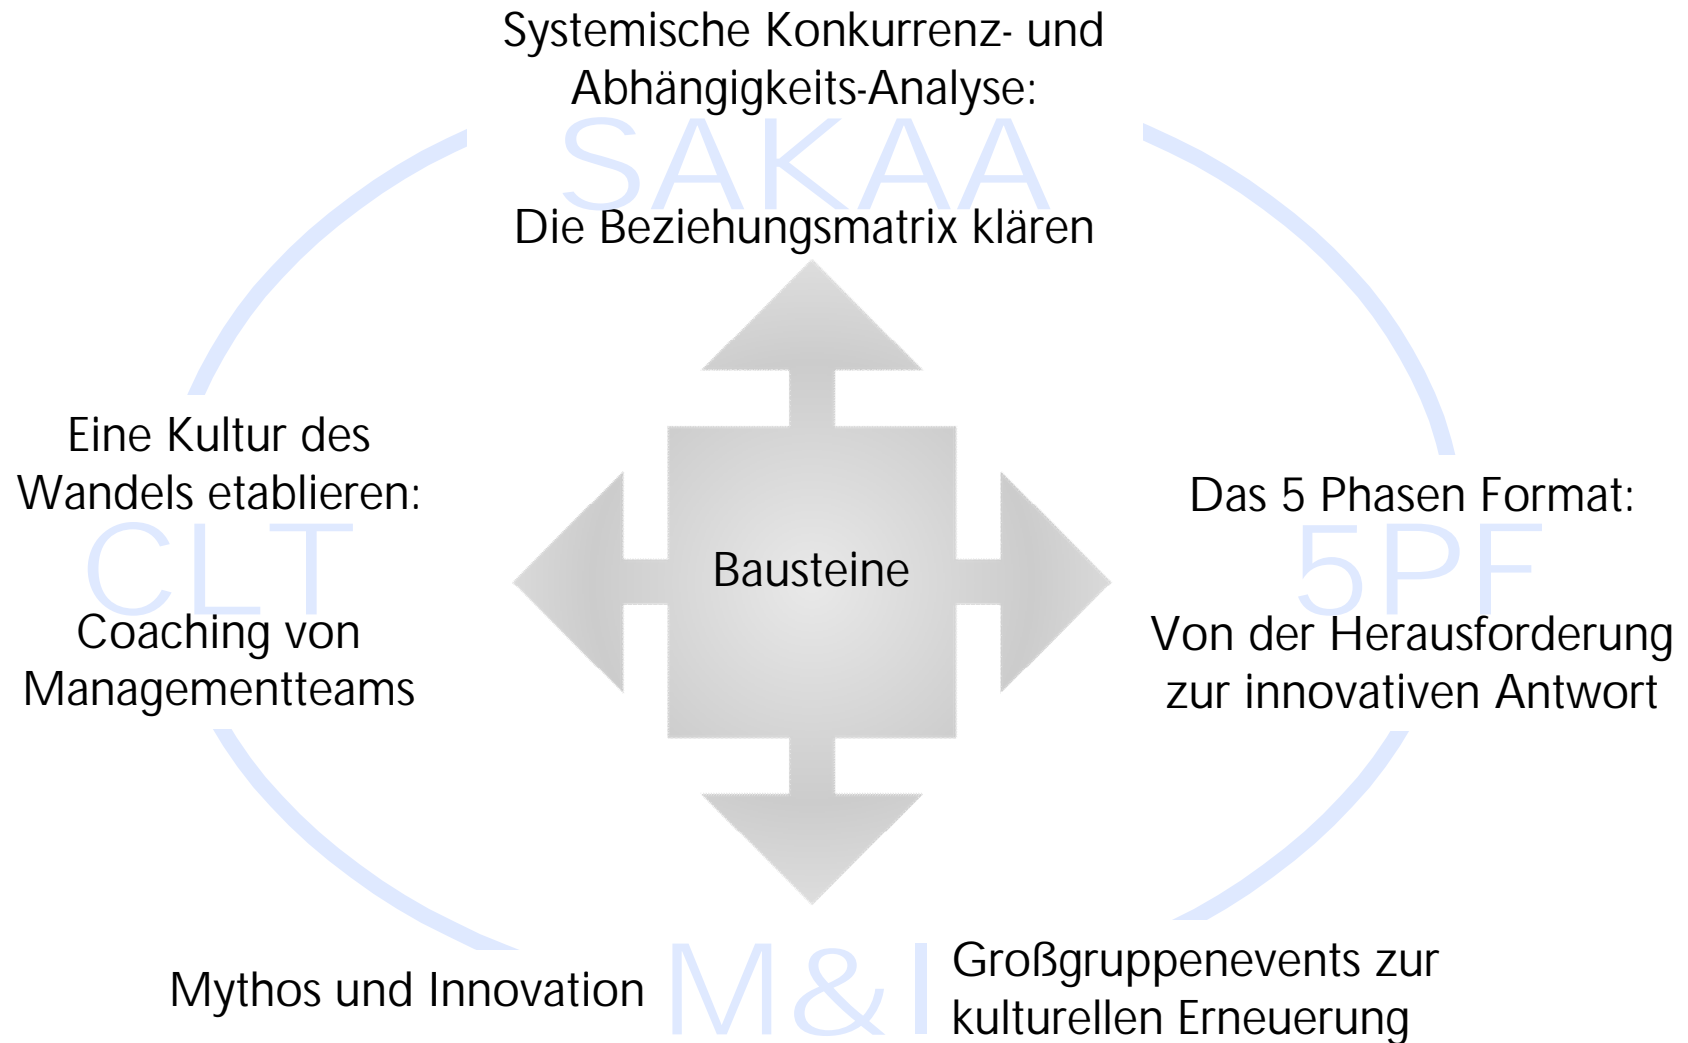 Systemische Konkurrenz- und
Abhängigkeits-Analyse:
SAKAA
Die Beziehungsmatrix klären
Eine Kultur des
Wandels etablieren:
CLT
Coaching von
Managementteams
Bausteine
Das 5 Phasen Format:
5PF
Von der Herausforderung
zur innovativen Antwort
Mythos und Innovation
M&I
Großgruppenevents zur
kulturellen Erneuerung